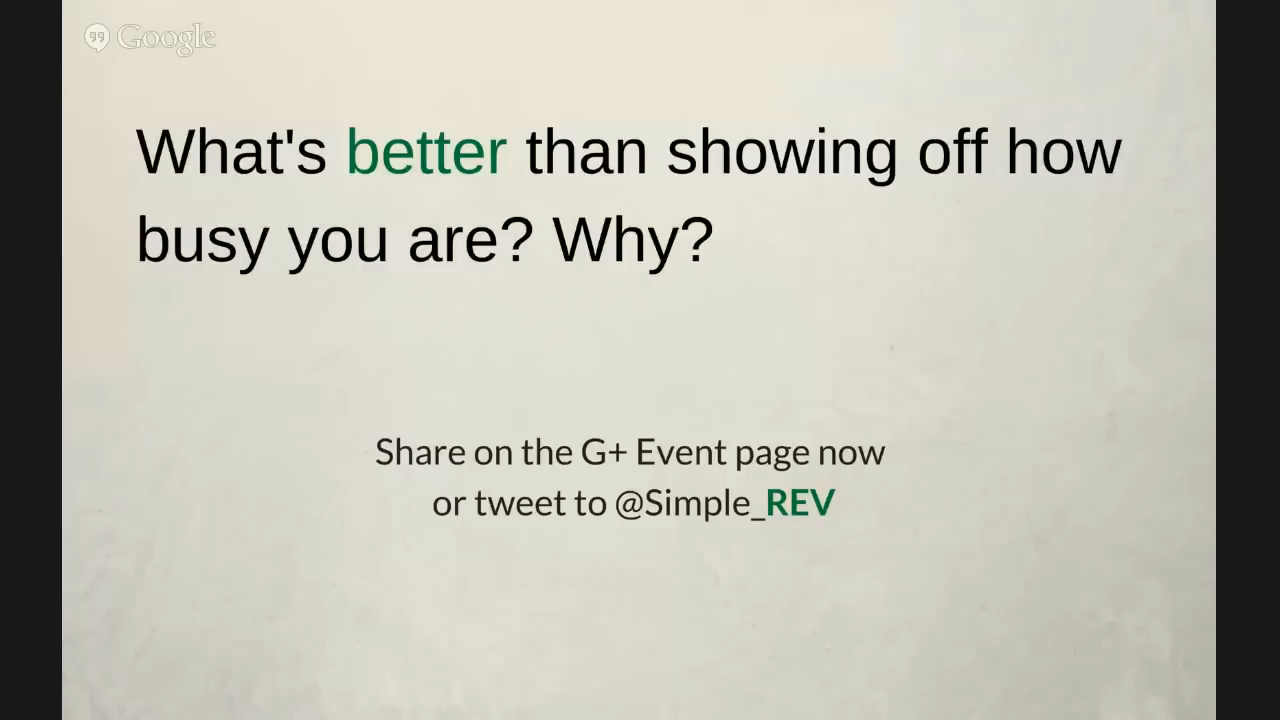 Google
What's better than showing off how
busy you are? Why?
Share on the G+ Event page now
or tweet to @Simple_REV